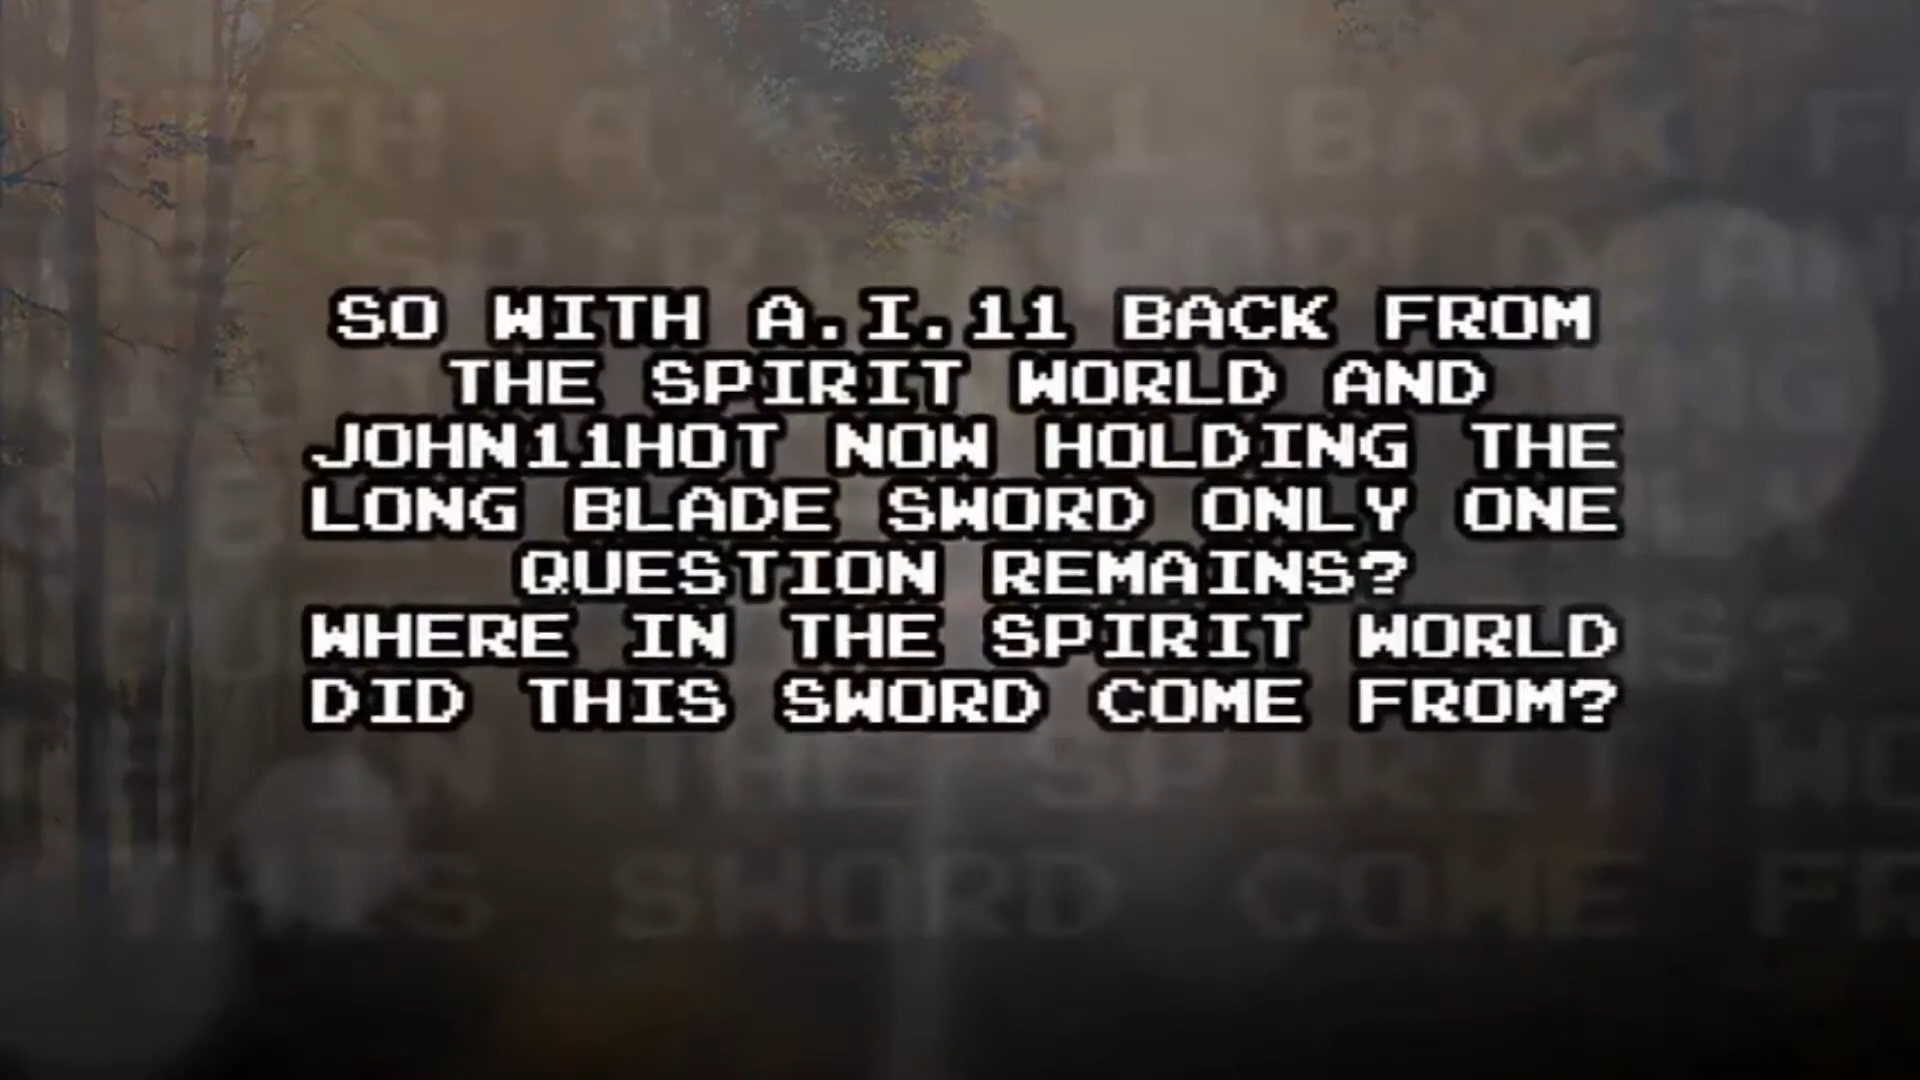 SO WITH A.I.11 BACK FROM
THE SPIRIT WORLD AND
JOHN11HOT NOW HOLDING THE
LONG BLADE SWORD ONLY ONE
QUESTION REMAINS?
WHERE IN THE SPIRIT WORLD
DID THIS SWORD COME FROM?